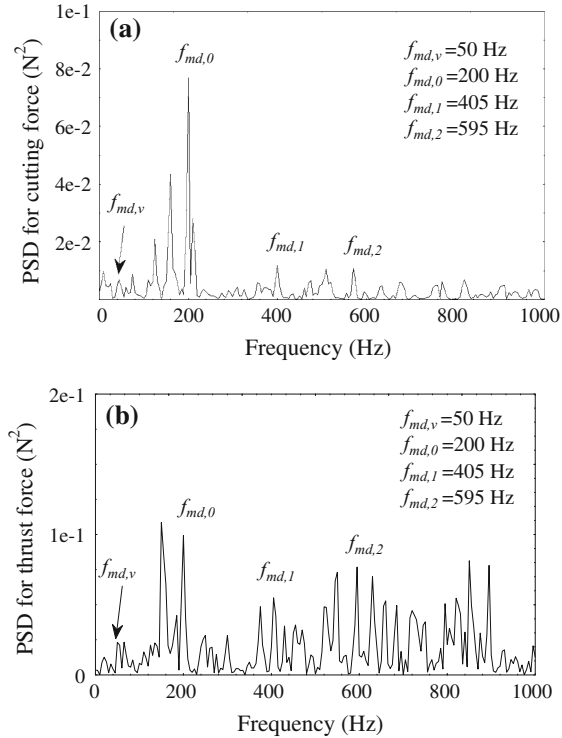 (a)
1e-1
8e-2
6e-2
4e-2
2e-2
PSD for cutting force (N²)
f_md,v
f_md,0
f_md,1
f_md,2
f_md,v=50 Hz
f_md,0=200 Hz
f_md,1=405 Hz
f_md,2=595 Hz
0 200 400 600 800 1000
Frequency (Hz)
(b)
2e-1
1e-1
0
PSD for thrust force (N²)
f_md,v
f_md,0
f_md,1
f_md,2
f_md,v=50 Hz
f_md,0=200 Hz
f_md,1=405 Hz
f_md,2=595 Hz
0 200 400 600 800 1000
Frequency (Hz)